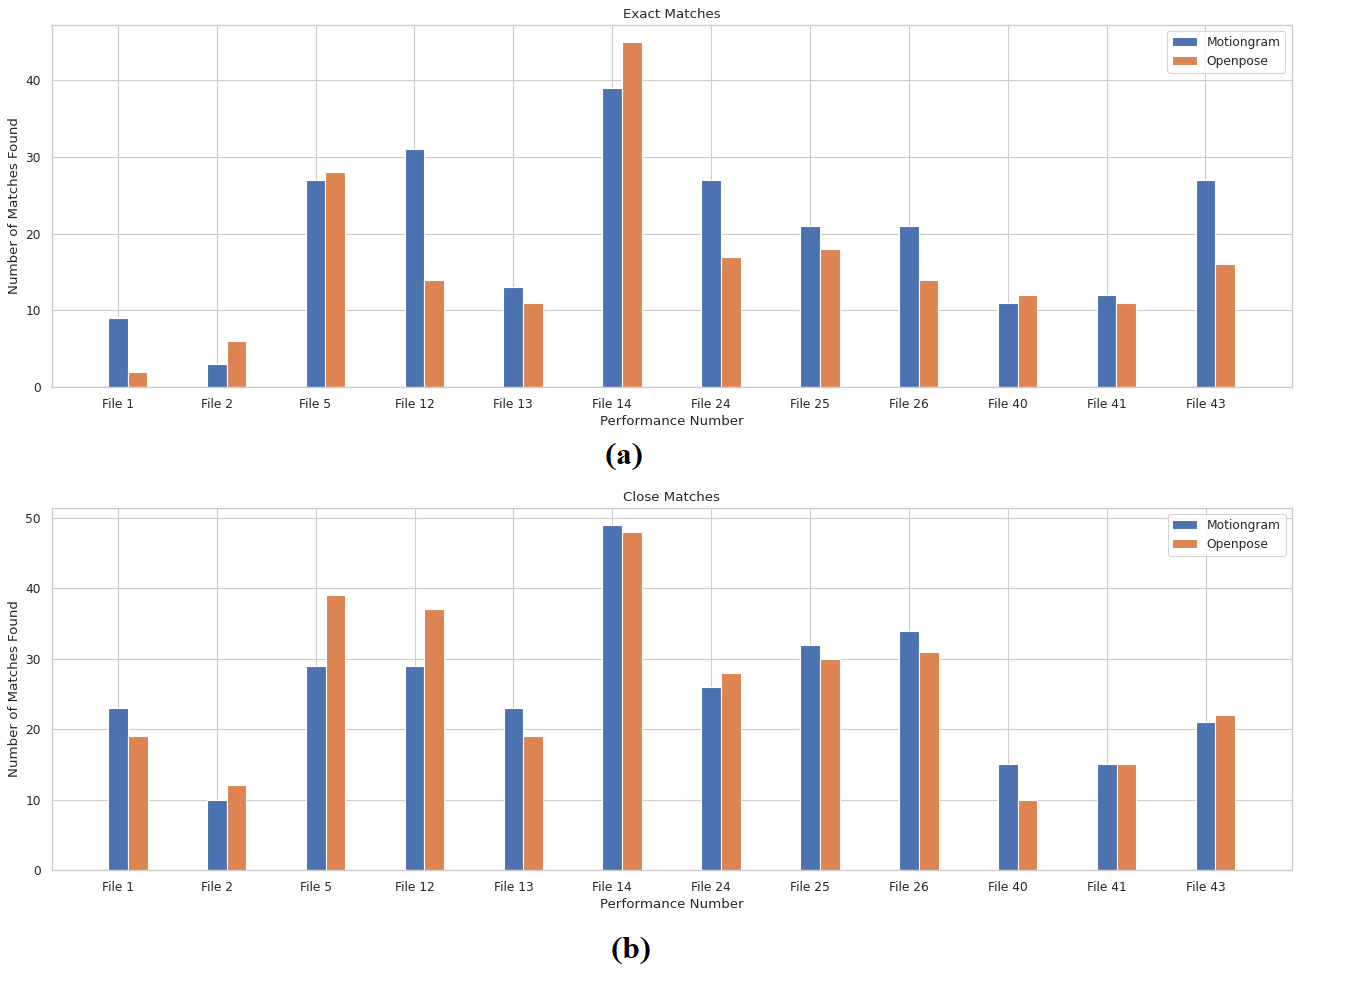 Exact Matches
Motiongram
Openpose
Number of Matches Found
40
30
20
10
0
File 1 File 2 File 5 File 12 File 13 File 14 File 24 File 25 File 26 File 40 File 41 File 43
Performance Number
(a)
Close Matches
Motiongram
Openpose
Number of Matches Found
50
40
30
20
10
0
File 1 File 2 File 5 File 12 File 13 File 14 File 24 File 25 File 26 File 40 File 41 File 43
Performance Number
(b)